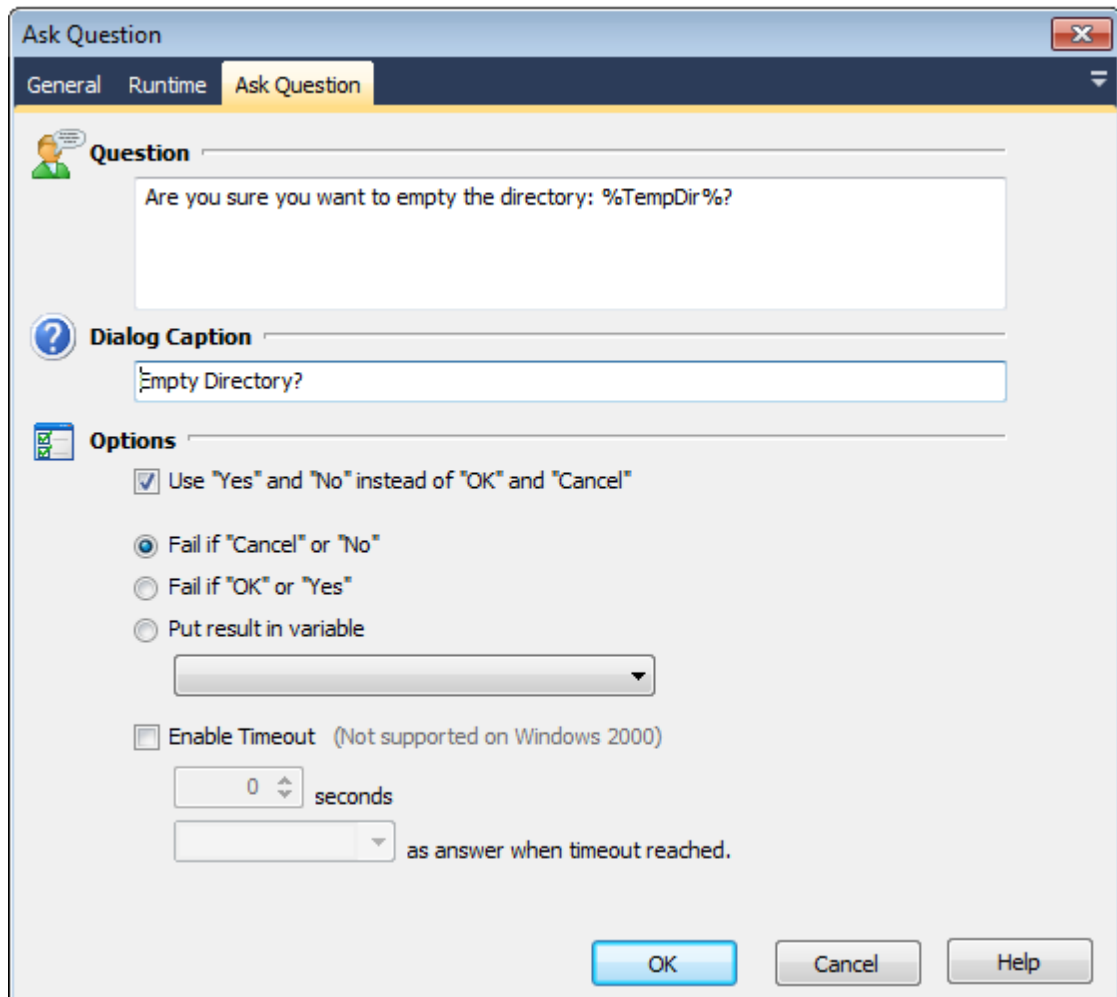 Ask Question
General Runtime Ask Question
Question
Are you sure you want to empty the directory: %TempDir%?
Dialog Caption
Empty Directory?
Options
Use "Yes" and "No" instead of "OK" and "Cancel"
Fail if "Cancel" or "No"
Fail if "OK" or "Yes"
Put result in variable
Enable Timeout (Not supported on Windows 2000)
0 seconds
as answer when timeout reached.
OK Cancel Help